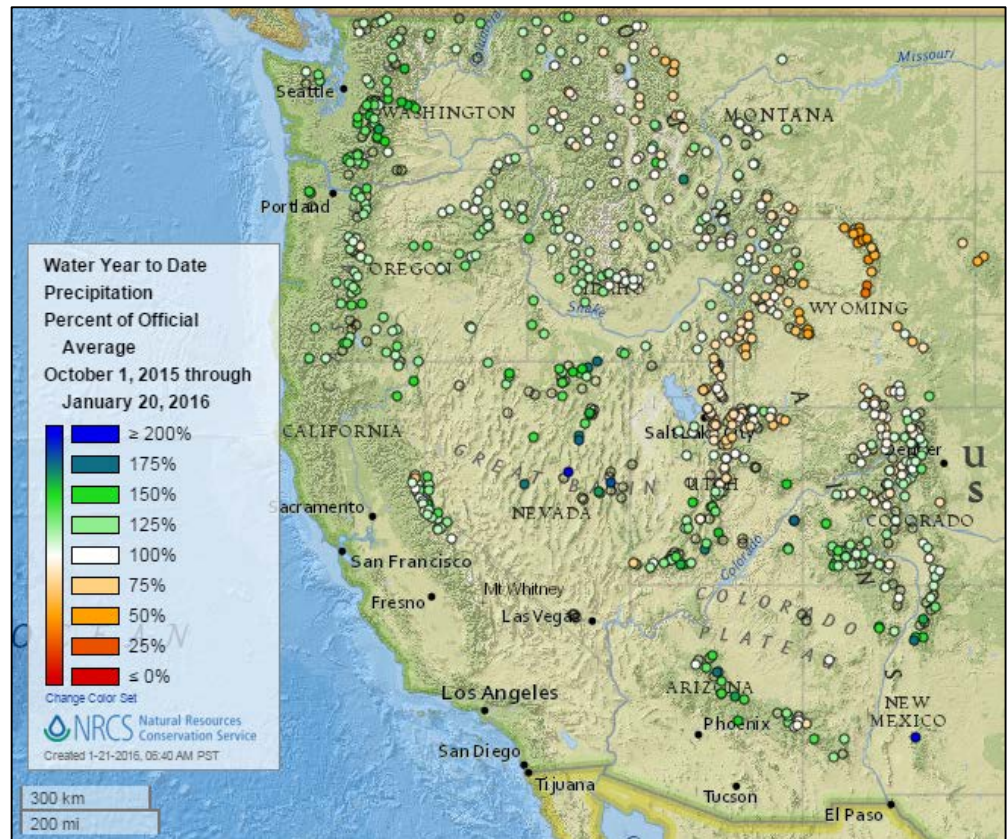 Missouri
Seattle
WASHINGTON
MONTANA
Portland
OREGON
IDAHO
Snake
WYOMING
Water Year to Date
Precipitation
Percent of Official
Average
October 1, 2015 through
January 20, 2016
≥ 200%
175%
150%
125%
100%
75%
50%
25%
≤ 0%
Change Color Set
NRCS Natural Resources
Conservation Service
Created 1-21-2016, 06:40 AM PST
CALIFORNIA
Salt Lake City
Denver
US
GREAT BASIN
NEVADA
UTAH
COLORADO
Sacramento
San Francisco
Colorado
Mt Whitney
Fresno
Las Vegas
COLORADO
PLATEAU
Los Angeles
ARIZONA
Phoenix
NEW
MEXICO
San Diego
Tijuana
Tucson
El Paso
300 km
200 mi